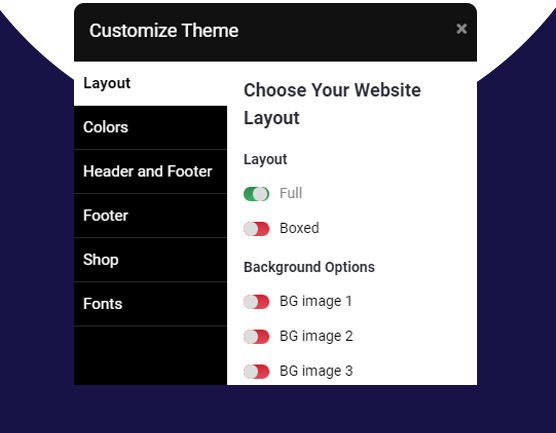 Customize Theme ×
Layout
Colors
Header and Footer
Footer
Shop
Fonts
Choose Your Website
Layout
Layout
Full
Boxed
Background Options
BG image 1
BG image 2
BG image 3